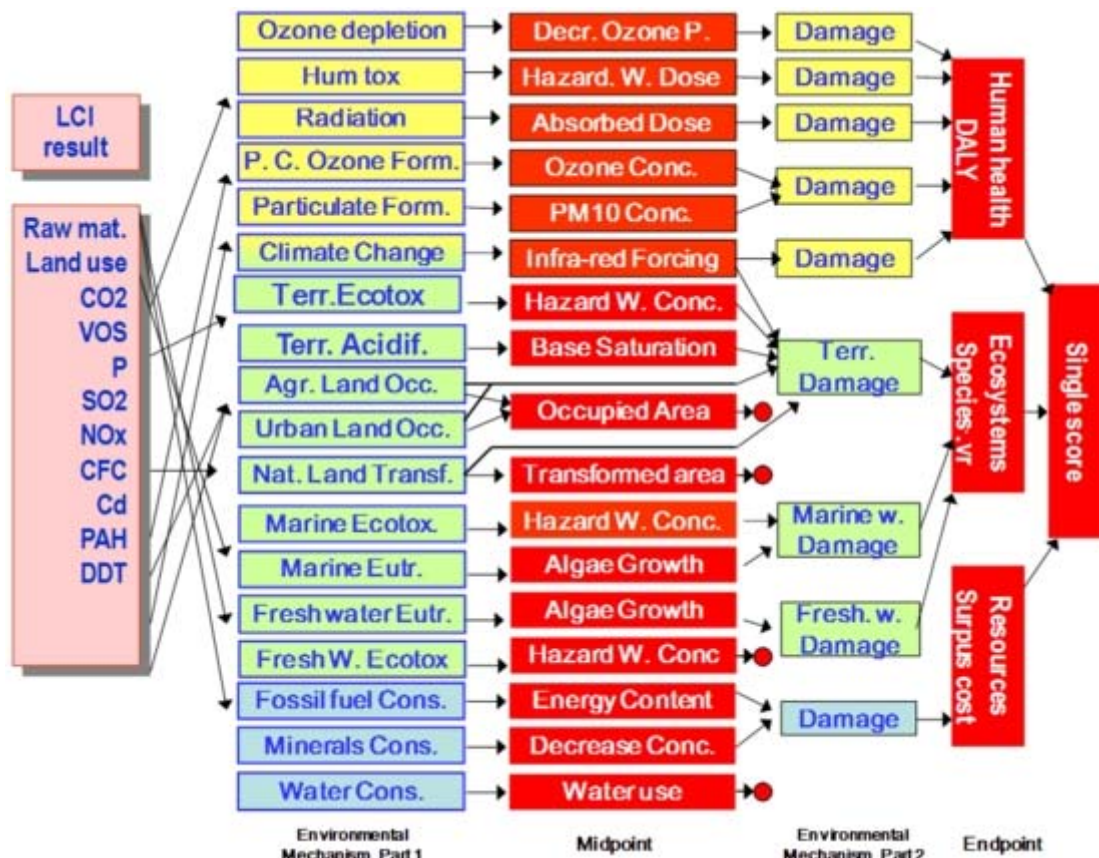 LCI
result
Raw mat.
Land use
CO2
VOS
P
SO2
NOx
CFC
Cd
PAH
DDT
Ozone depletion
Hum tox
Radiation
P. C. Ozone Form.
Particulate Form.
Climate Change
Terr.Ecotox
Terr. Acidif.
Agr. Land Occ.
Urban Land Occ.
Nat. Land Transf.
Marine Ecotox.
Marine Eutr.
Freshwater Eutr.
Fresh W. Ecotox
Fossil fuel Cons.
Minerals Cons.
Water Cons.
Environmental
Mechanism, Part 1
Decr. Ozone P.
Hazard. W. Dose
Absorbed Dose
Ozone Conc.
PM10 Conc.
Infra-red Forcing
Hazard W. Conc.
Base Saturation
Occupied Area
Transformed area
Hazard W. Conc.
Algae Growth
Algae Growth
Hazard W. Conc
Energy Content
Decrease Conc.
Water use
Midpoint
Damage
Damage
Damage
Damage
Damage
Terr.
Damage
Marine w.
Damage
Fresh. w.
Damage
Damage
Environmental
Mechanism, Part 2
Human health
DALY
Ecosystems
Species.yr
Resources
Surpus cost
Endpoint
Single score